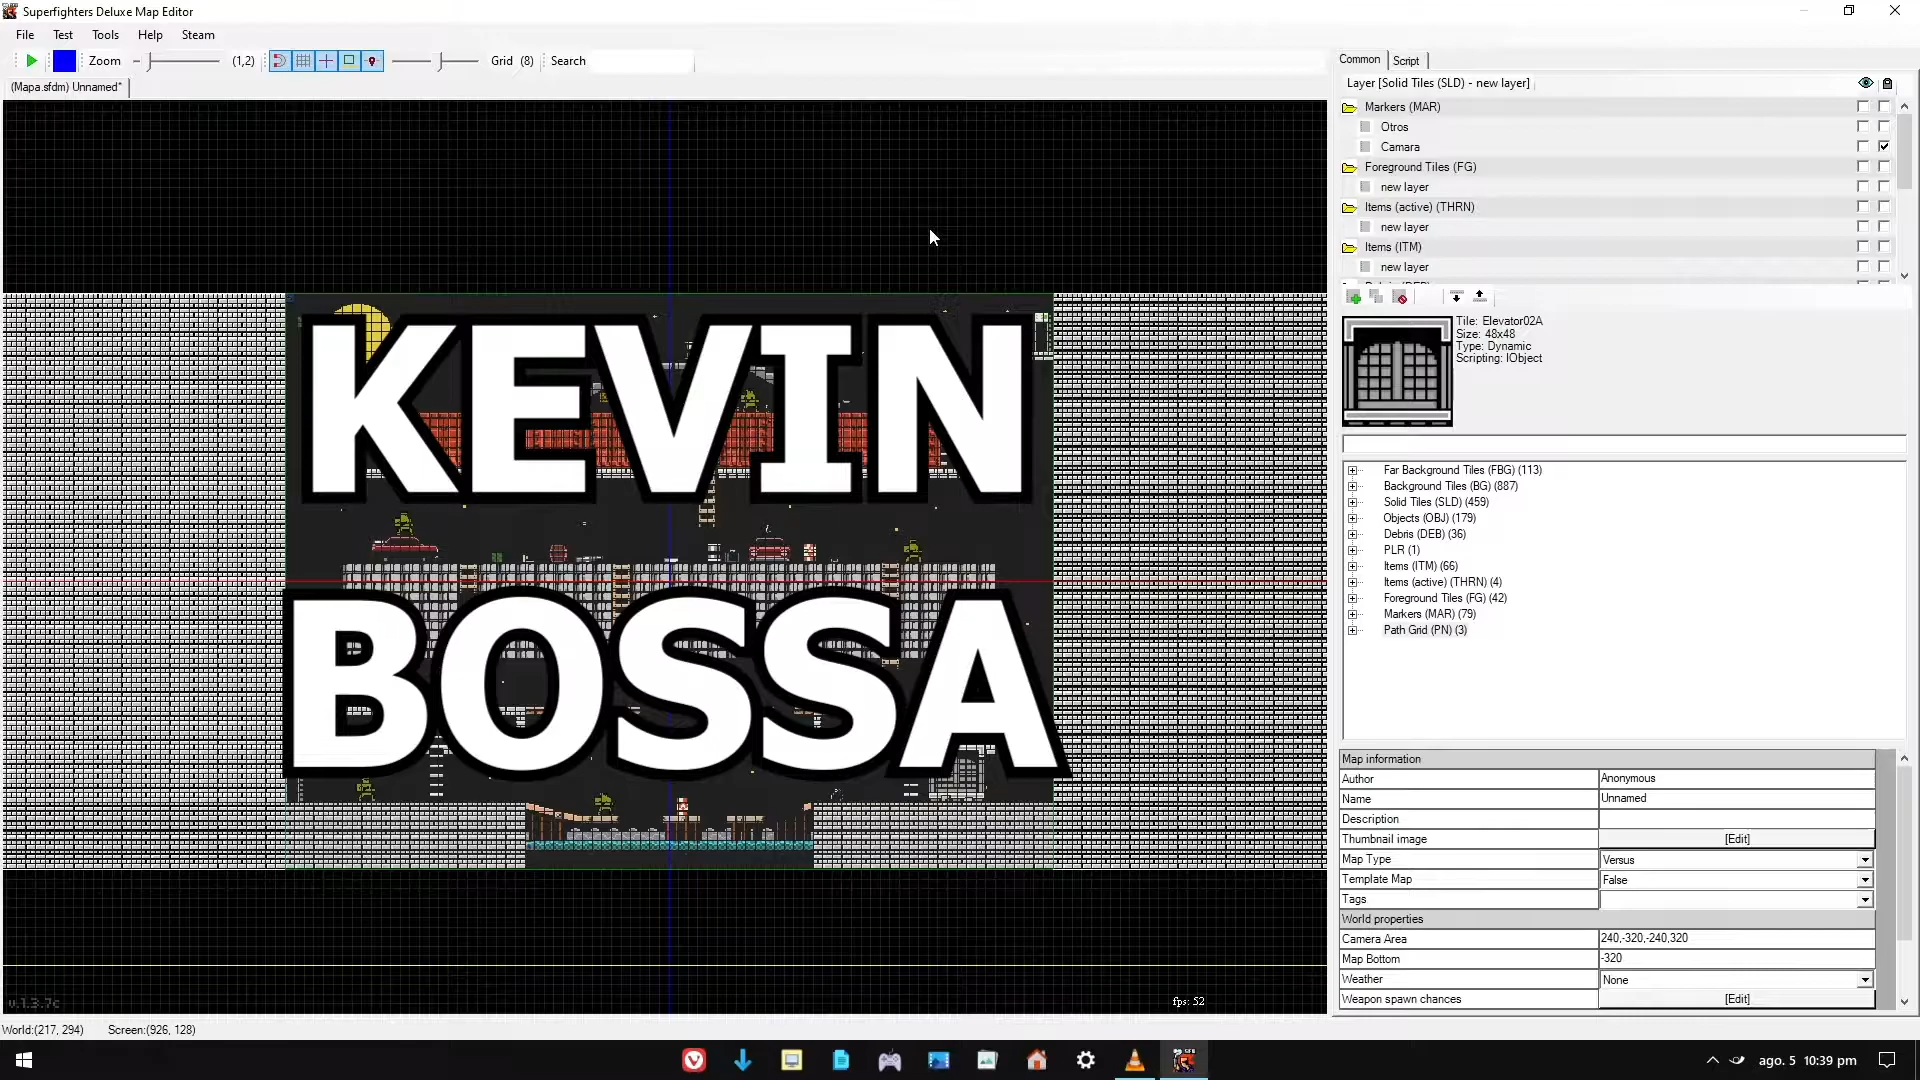 Superfighters Deluxe Map Editor
File Test Tools Help Steam
Zoom (1,2) Grid (8) Search
(Mapa.sfdm) Unnamed*
KEVIN
BOSSA
v.1.3.7c
fps: 52
World:(217, 294) Screen:(926, 128)
Common Script
Layer [Solid Tiles (SLD) - new layer]
Markers (MAR)
Otros
Camara
Foreground Tiles (FG)
new layer
Items (active) (THRN)
new layer
Items (ITM)
new layer
Tile: Elevator02A
Size: 48x48
Type: Dynamic
Scripting: IObject
Far Background Tiles (FBG) (113)
Background Tiles (BG) (887)
Solid Tiles (SLD) (459)
Objects (OBJ) (179)
Debris (DEB) (36)
PLR (1)
Items (ITM) (66)
Items (active) (THRN) (4)
Foreground Tiles (FG) (42)
Markers (MAR) (79)
Path Grid (PN) (3)
Map information
Author Anonymous
Name Unnamed
Description
Thumbnail image [Edit]
Map Type Versus
Template Map False
Tags
World properties
Camera Area 240,-320,-240,320
Map Bottom -320
Weather None
Weapon spawn chances [Edit]
ago. 5 10:39 pm